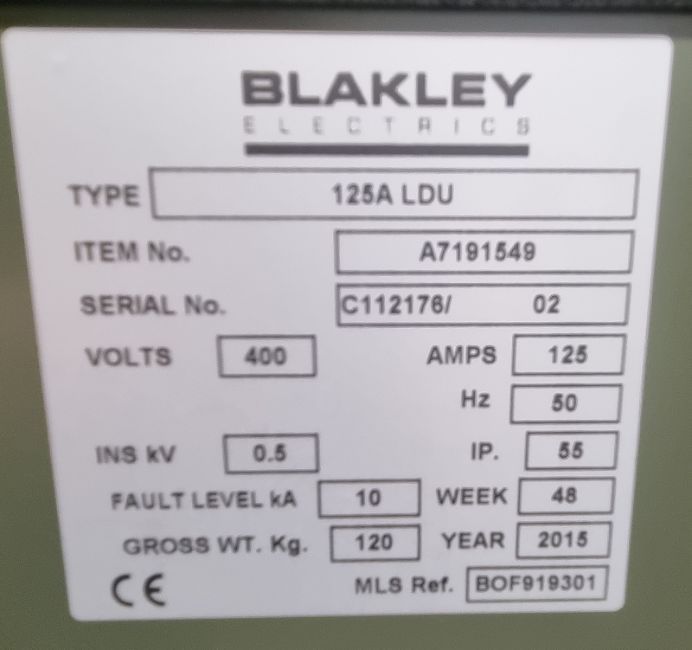 BLAKLEY
ELECTRICS
TYPE 125A LDU
ITEM No. A7191549
SERIAL No. C112176/ 02
VOLTS 400 AMPS 125
Hz 50
INS kV 0.5 IP. 55
FAULT LEVEL kA 10 WEEK 48
GROSS WT. Kg. 120 YEAR 2015
CE MLS Ref. BOF919301